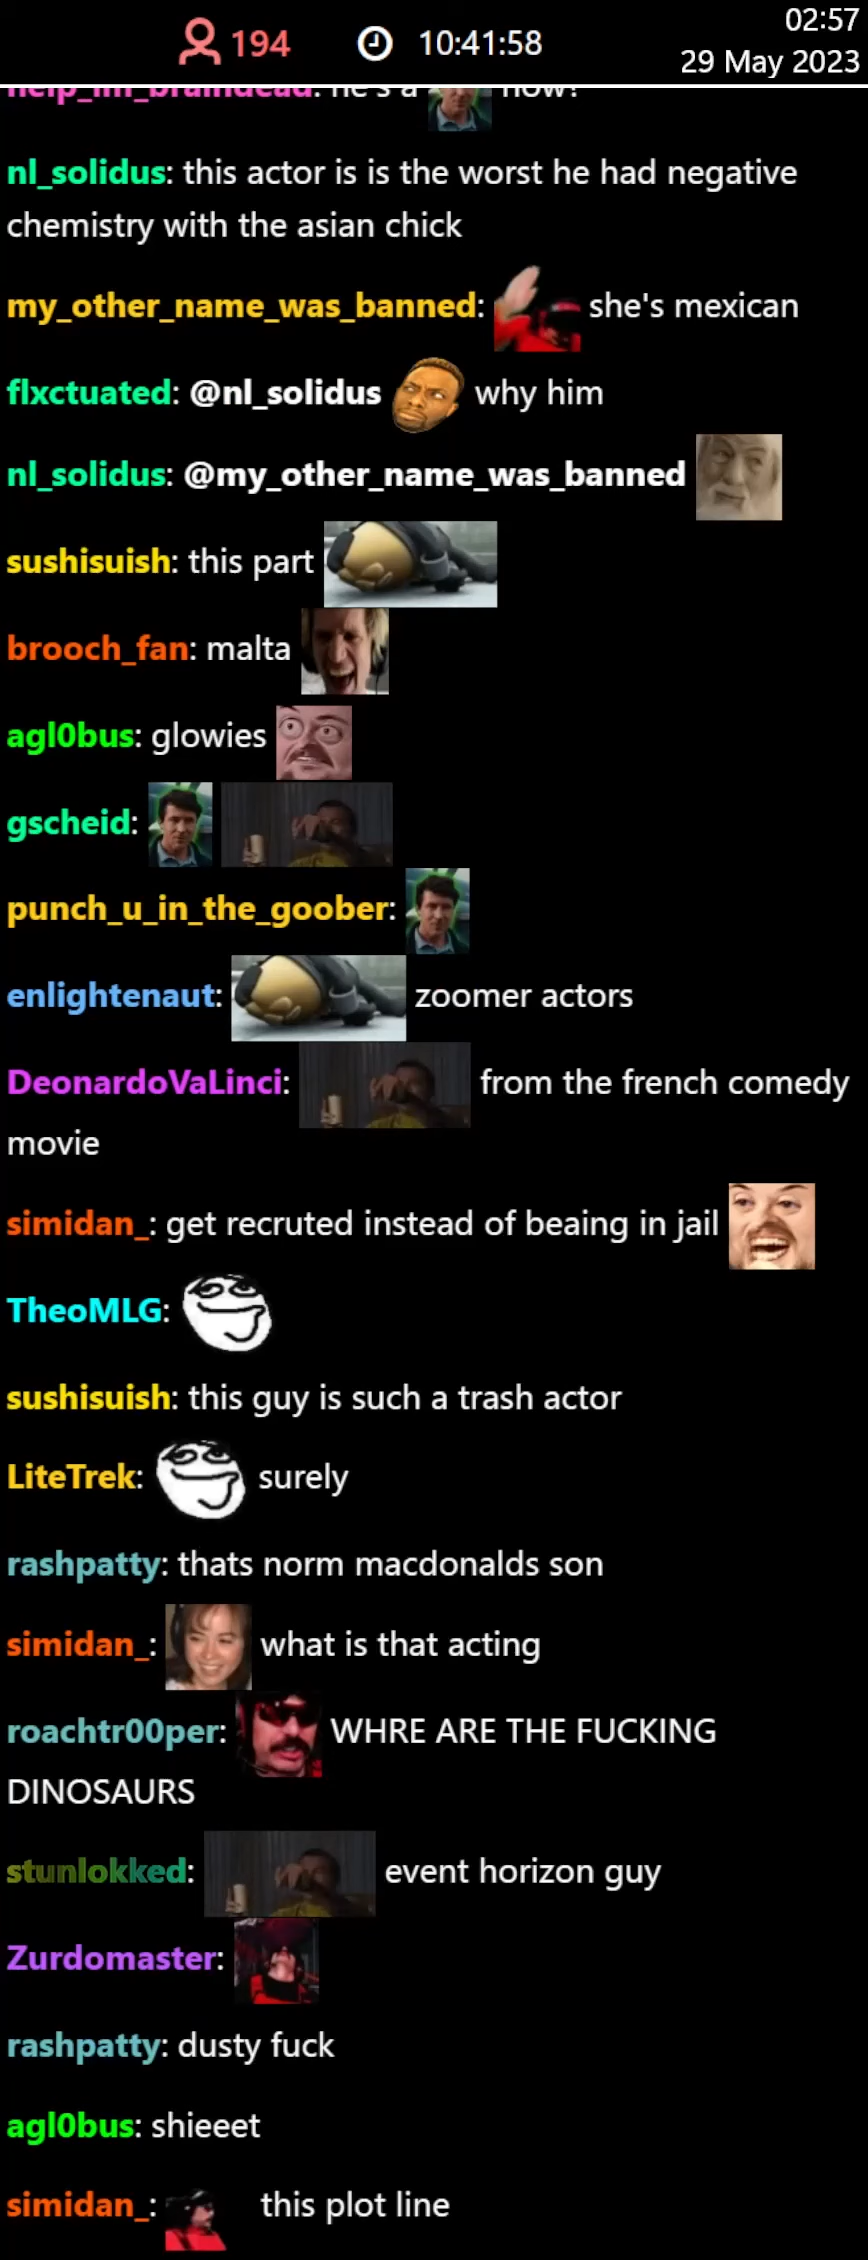 194 10:41:58 02:57
29 May 2023
help_im_braindead: he's a now?
nl_solidus: this actor is is the worst he had negative
chemistry with the asian chick
my_other_name_was_banned: she's mexican
flxctuated: @nl_solidus why him
nl_solidus: @my_other_name_was_banned
sushisuish: this part
brooch_fan: malta
agl0bus: glowies
gscheid:
punch_u_in_the_goober:
enlightenaut: zoomer actors
DeonardoVaLinci: from the french comedy
movie
simidan_: get recruted instead of beaing in jail
TheoMLG:
sushisuish: this guy is such a trash actor
LiteTrek: surely
rashpatty: thats norm macdonalds son
simidan_: what is that acting
roachtr00per: WHRE ARE THE FUCKING
DINOSAURS
stunlokked: event horizon guy
Zurdomaster:
rashpatty: dusty fuck
agl0bus: shieeet
simidan_: this plot line